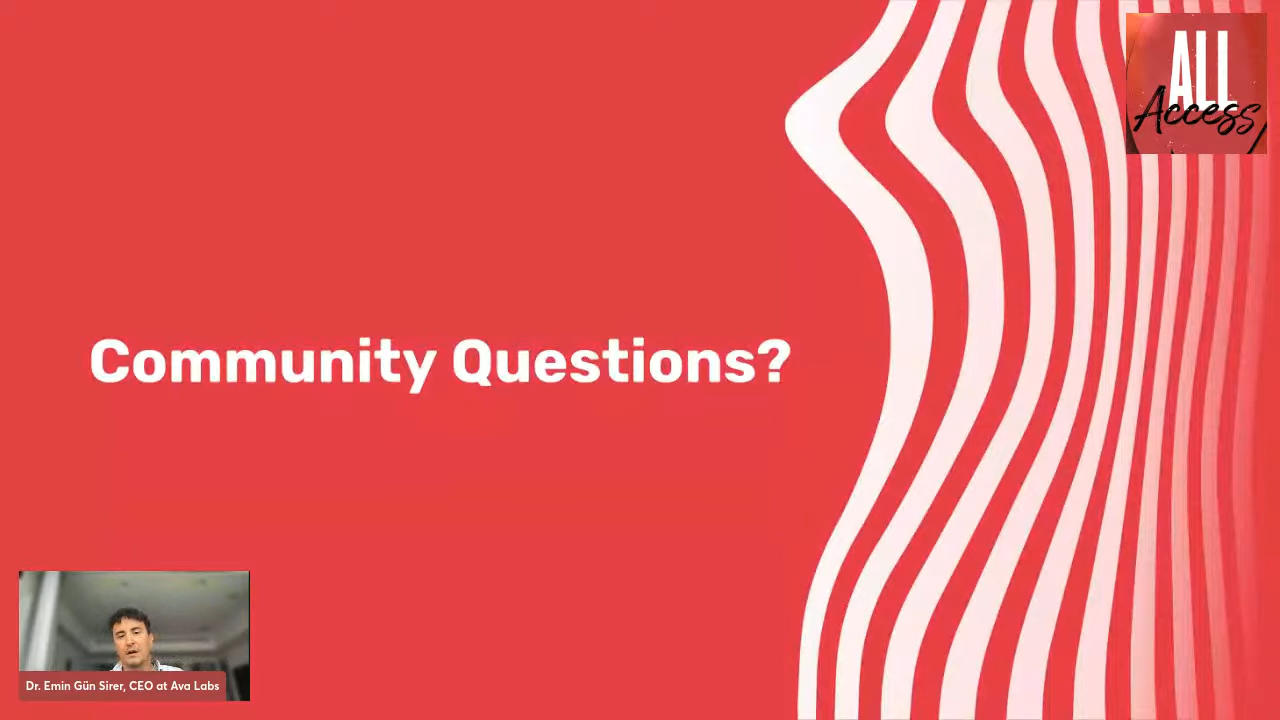 ALL
Access
Community Questions?
Dr. Emin Gün Sirer, CEO at Ava Labs